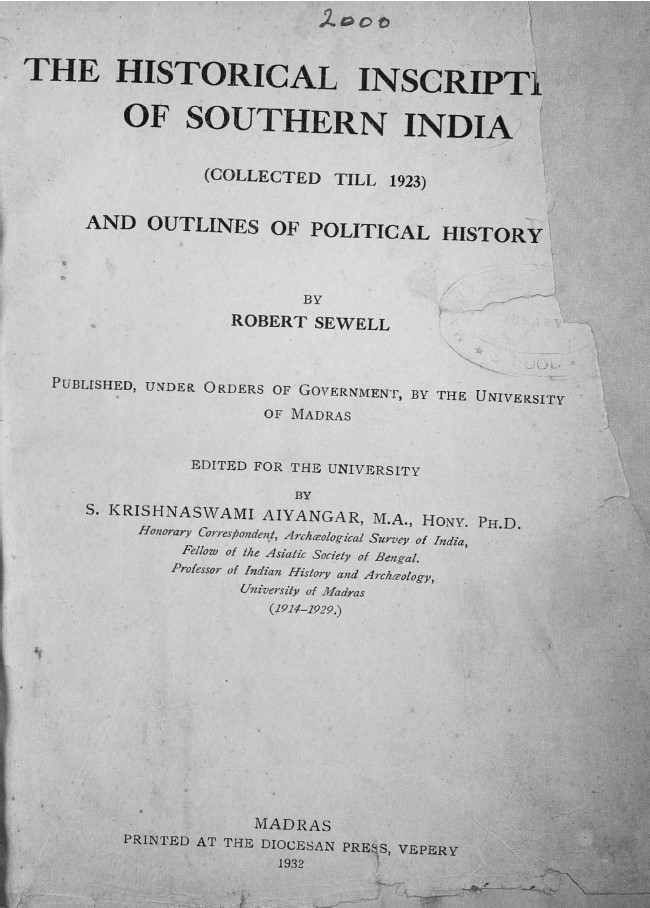 2000
THE HISTORICAL INSCRIPTI
OF SOUTHERN INDIA
(COLLECTED TILL 1923)
AND OUTLINES OF POLITICAL HISTORY
BY
ROBERT SEWELL
PUBLISHED, UNDER ORDERS OF GOVERNMENT, BY THE UNIVERSITY
OF MADRAS
EDITED FOR THE UNIVERSITY
BY
S. KRISHNASWAMI AIYANGAR, M.A., HONY. PH.D.
Honorary Correspondent, Archæological Survey of India,
Fellow of the Asiatic Society of Bengal.
Professor of Indian History and Archæology,
University of Madras
(1914–1929.)
MADRAS
PRINTED AT THE DIOCESAN PRESS, VEPERY
1932